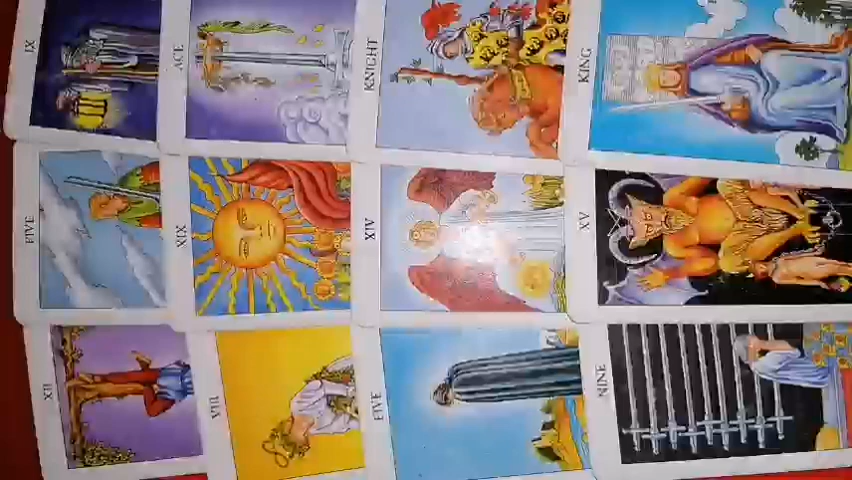 IX
ACE
KNIGHT
KING
FIVE
XIX
XIV
XV
XII
VIII
FIVE
NINE